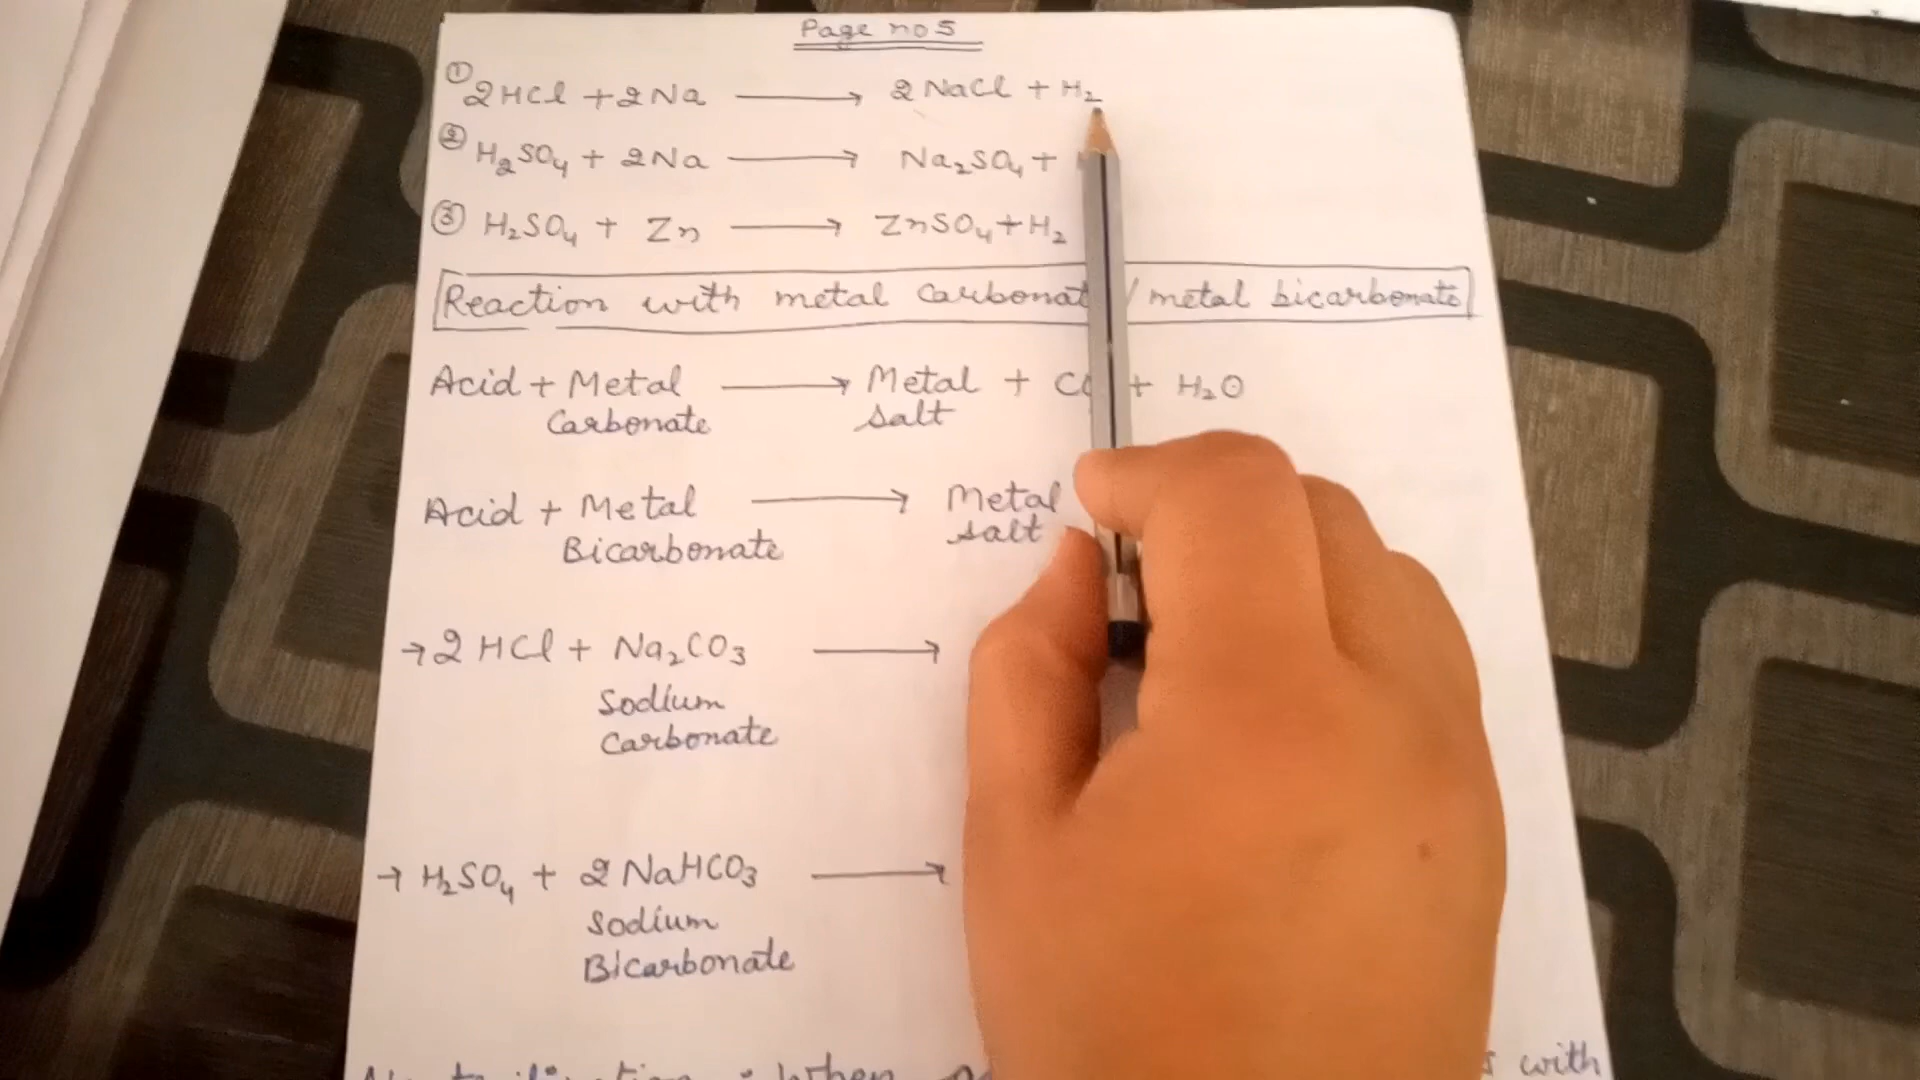 Page no 5
① 2HCl + 2Na ⟶ 2NaCl + H₂
② H₂SO₄ + 2Na ⟶ Na₂SO₄ +
③ H₂SO₄ + Zn ⟶ ZnSO₄ + H₂
Reaction with metal / metal bicarbonate
Acid + Metal ⟶ Metal + + H₂O
Carbonate salt
Acid + Metal ⟶ Metal
Bicarbonate salt
→ 2HCl + Na₂CO₃ ⟶
Sodium
Carbonate
→ H₂SO₄ + 2NaHCO₃ ⟶
Sodium
Bicarbonate
: When
with